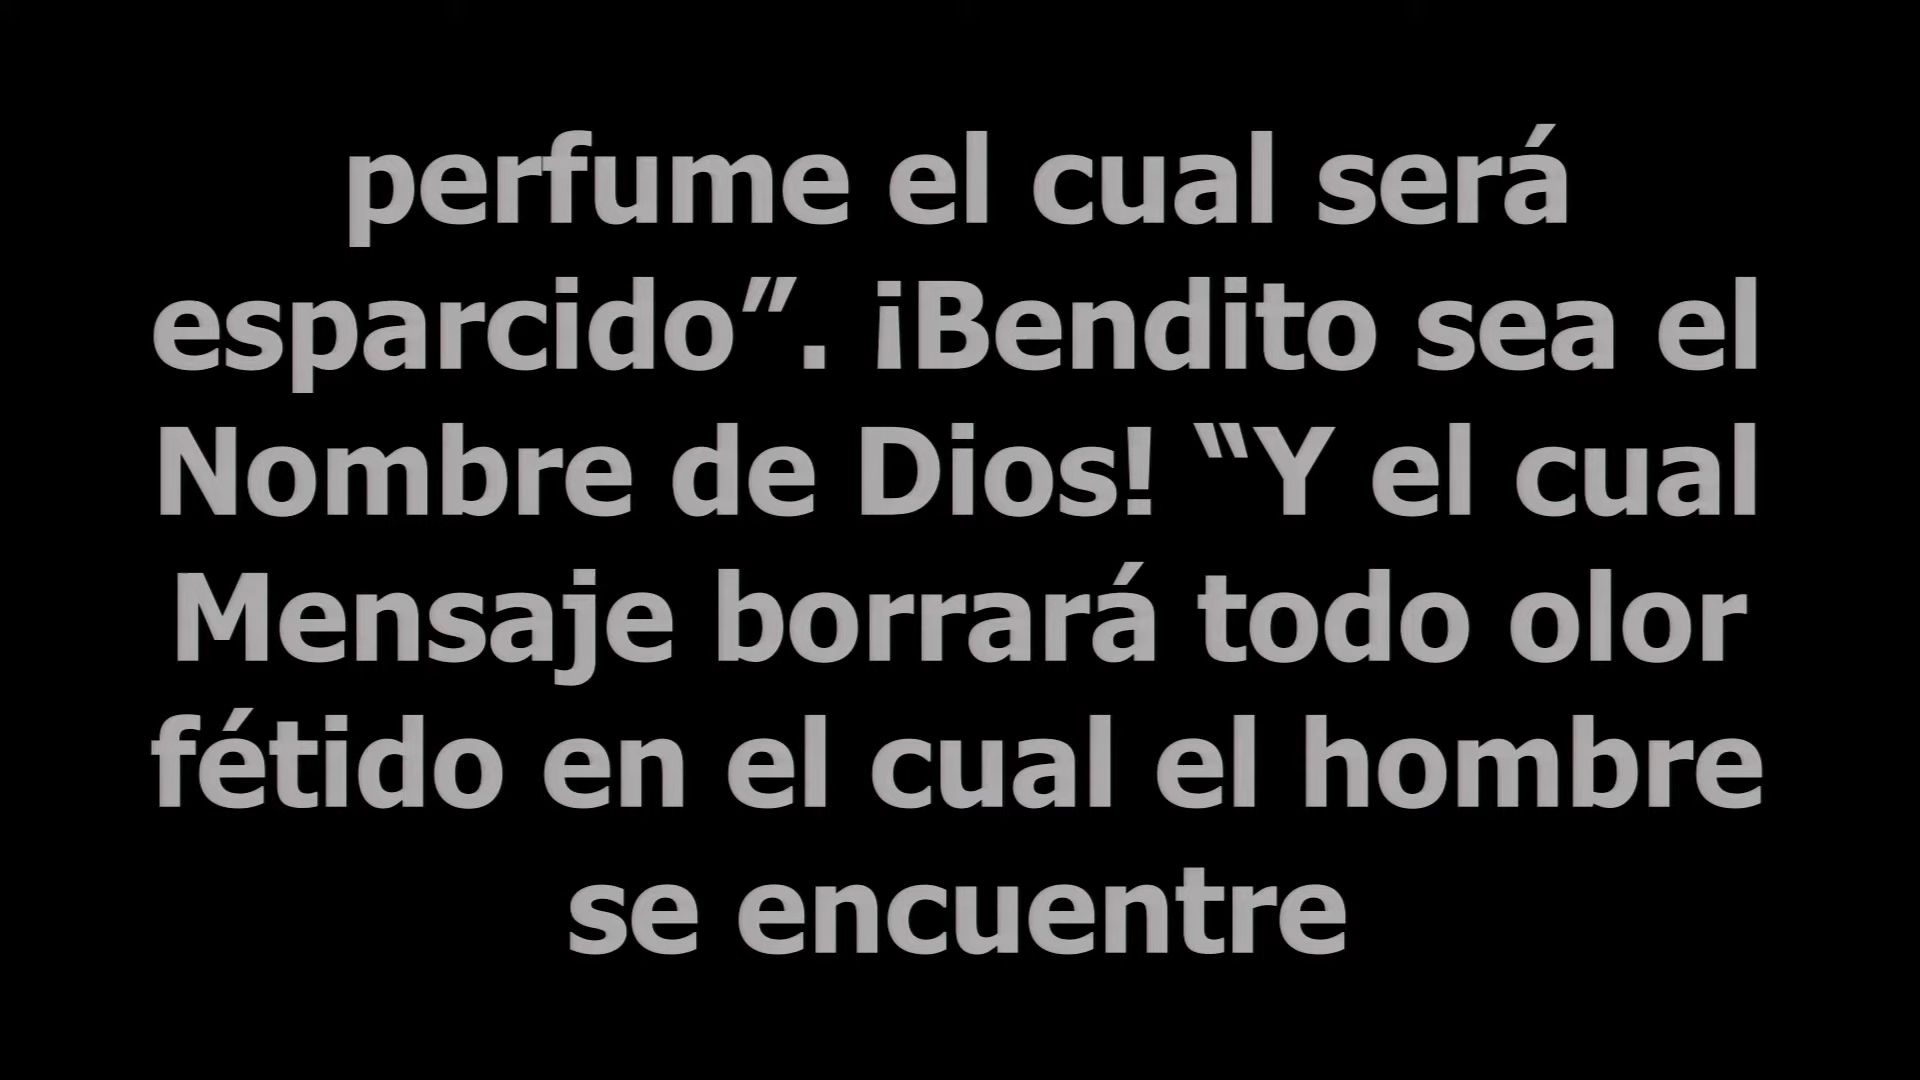 perfume el cual será
esparcido”. ¡Bendito sea el
Nombre de Dios! “Y el cual
Mensaje borrará todo olor
fétido en el cual el hombre
se encuentre